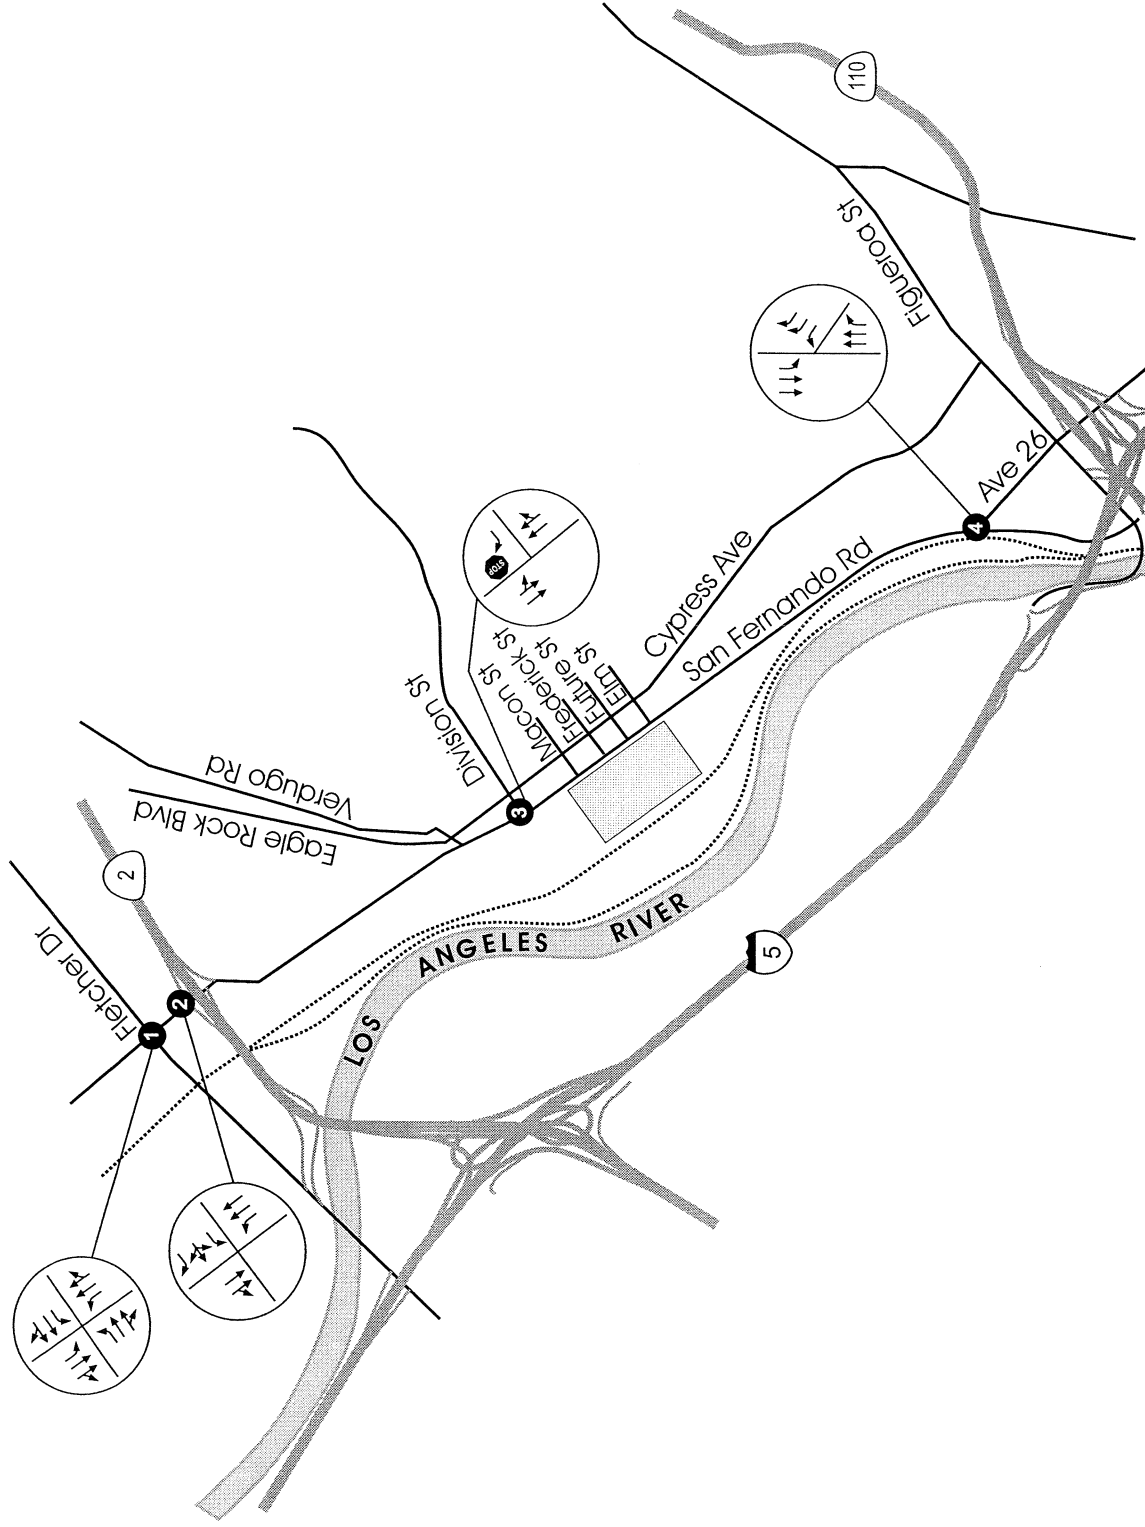 110
Figueroa St
Ave 26
4
Cypress Ave
San Fernando Rd
STOP
Division St
Macon St
Frederick St
Future St
Elm St
3
Verdugo Rd
Eagle Rock Blvd
2
Fletcher Dr
1
2
LOS
ANGELES
RIVER
5